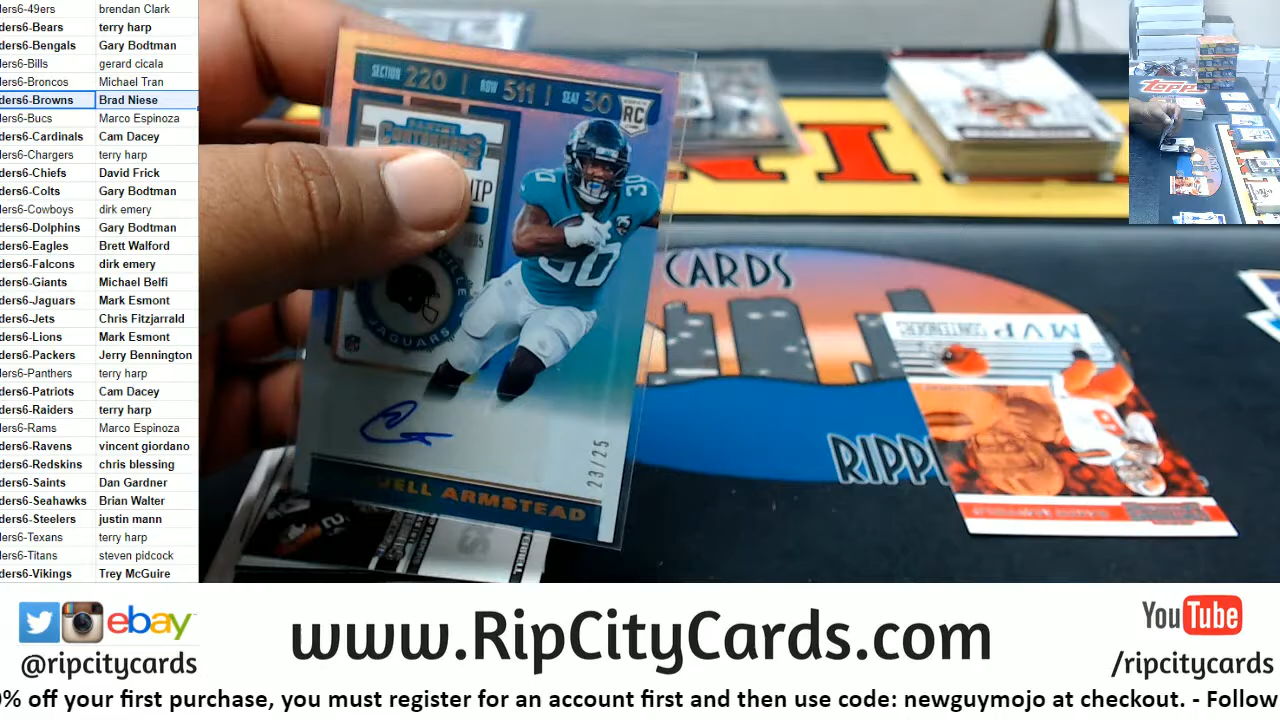 ders6-49ers brendan Clark
ders6-Bears terry harp
ders6-Bengals Gary Bodtman
ders6-Bills gerard cicala
ders6-Broncos Michael Tran
ders6-Browns Brad Niese
ders6-Bucs Marco Espinoza
ders6-Cardinals Cam Dacey
ders6-Chargers terry harp
ders6-Chiefs David Frick
ders6-Colts Gary Bodtman
ders6-Cowboys dirk emery
ders6-Dolphins Gary Bodtman
ders6-Eagles Brett Walford
ders6-Falcons dirk emery
ders6-Giants Michael Belfi
ders6-Jaguars Mark Esmont
ders6-Jets Chris Fitzjarrald
ders6-Lions Mark Esmont
ders6-Packers Jerry Bennington
ders6-Panthers terry harp
ders6-Patriots Cam Dacey
ders6-Raiders terry harp
ders6-Rams Marco Espinoza
ders6-Ravens vincent giordano
ders6-Redskins chris blessing
ders6-Saints Dan Gardner
ders6-Seahawks Brian Walter
ders6-Steelers justin mann
ders6-Texans terry harp
ders6-Titans steven pidcock
ders6-Vikings Trey McGuire
SECTION 220 | ROW 511 | SEAT 30
RC
PANINI
CONTENDERS
30
30
JAGUARS
23/25
UELL ARMSTEAD
CARDS
RIPP
MVP CONTENDERS
topps
ebay
@ripcitycards
www.RipCityCards.com
YouTube
/ripcitycards
0% off your first purchase, you must register for an account first and then use code: newguymojo at checkout. - Follow